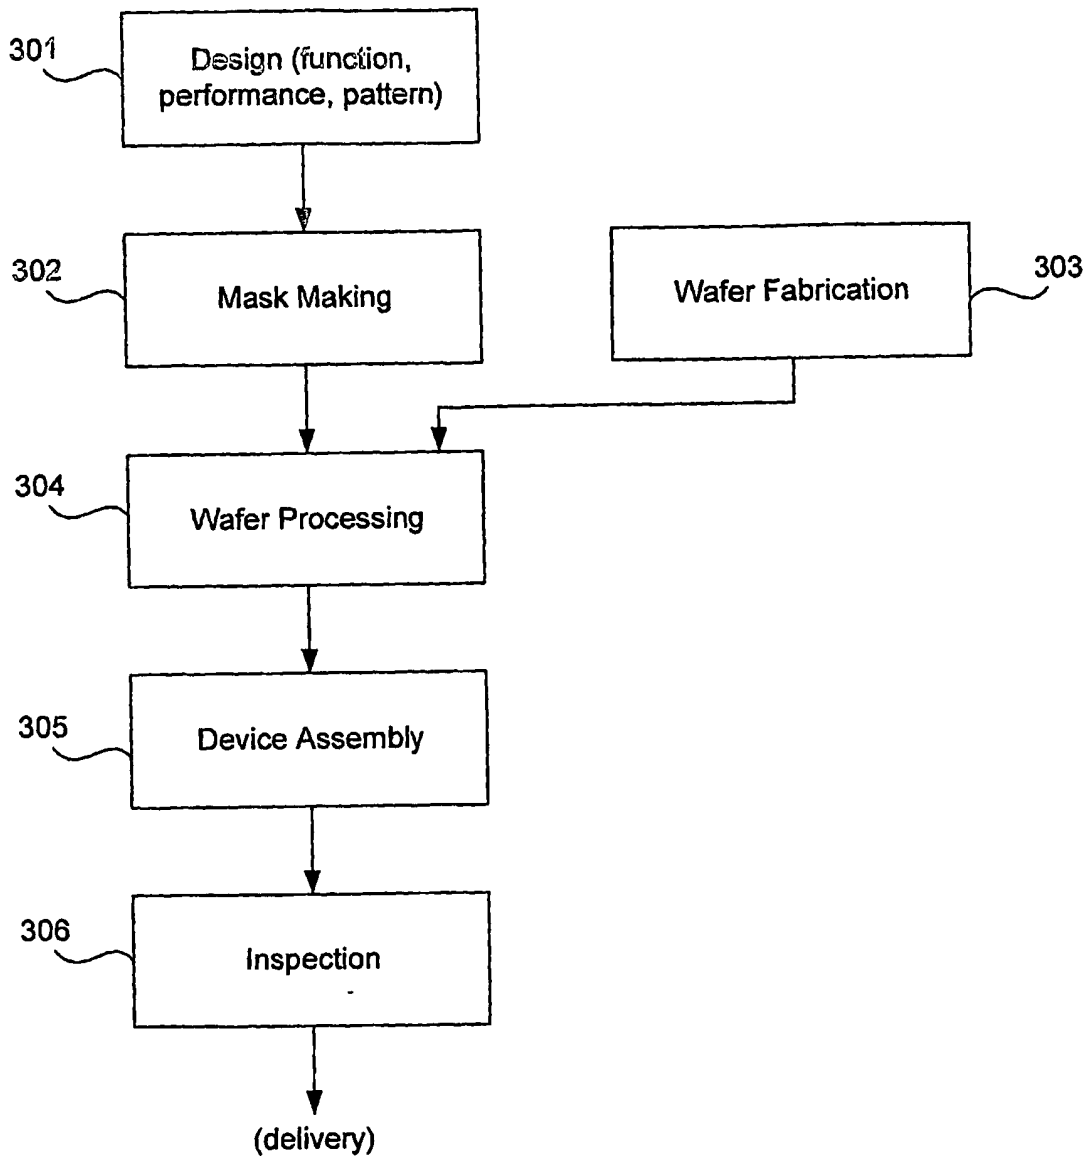 301
Design (function,
performance, pattern)
302
Mask Making
Wafer Fabrication
303
304
Wafer Processing
305
Device Assembly
306
Inspection
(delivery)